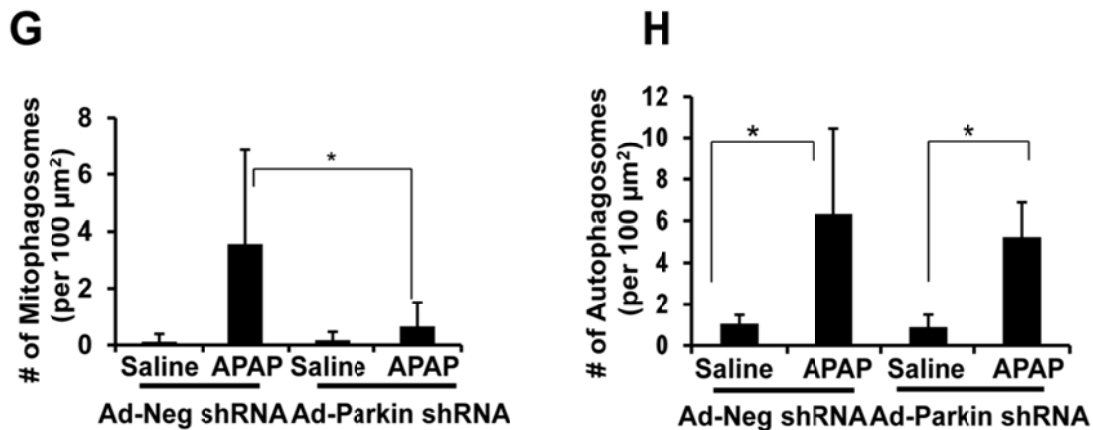 G
# of Mitophagosomes
(per 100 µm²)
8
6
4
2
0
*
Saline APAP Saline APAP
Ad-Neg shRNA Ad-Parkin shRNA
H
# of Autophagosomes
(per 100 µm²)
12
10
8
6
4
2
0
*
*
Saline APAP Saline APAP
Ad-Neg shRNA Ad-Parkin shRNA